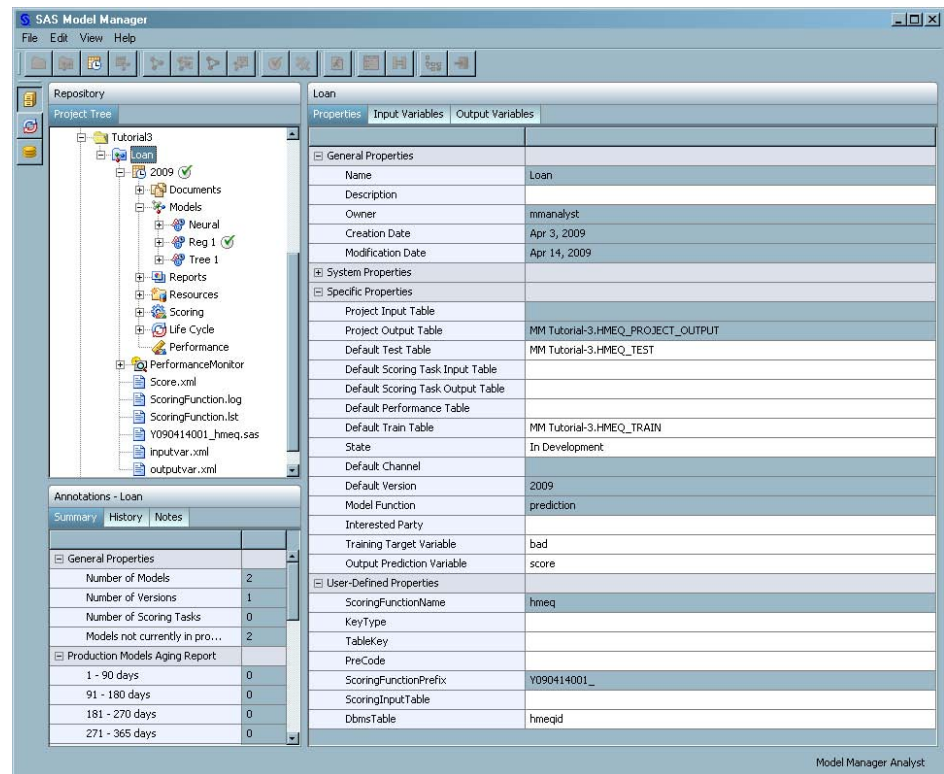 SAS Model Manager
File Edit View Help
Repository
Project Tree
Tutorial3
Loan
2009
Documents
Models
Neural
Reg 1
Tree 1
Reports
Resources
Scoring
Life Cycle
Performance
PerformanceMonitor
Score.xml
ScoringFunction.log
ScoringFunction.lst
Y090414001_hmeq.sas
inputvar.xml
outputvar.xml
Annotations - Loan
Summary History Notes
General Properties
Number of Models 2
Number of Versions 1
Number of Scoring Tasks 0
Models not currently in pro... 2
Production Models Aging Report
1 - 90 days 0
91 - 180 days 0
181 - 270 days 0
271 - 365 days 0
Loan
Properties Input Variables Output Variables
General Properties
Name Loan
Description
Owner mmanalyst
Creation Date Apr 3, 2009
Modification Date Apr 14, 2009
System Properties
Specific Properties
Project Input Table
Project Output Table MM Tutorial-3.HMEQ_PROJECT_OUTPUT
Default Test Table MM Tutorial-3.HMEQ_TEST
Default Scoring Task Input Table
Default Scoring Task Output Table
Default Performance Table
Default Train Table MM Tutorial-3.HMEQ_TRAIN
State In Development
Default Channel
Default Version 2009
Model Function prediction
Interested Party
Training Target Variable bad
Output Prediction Variable score
User-Defined Properties
ScoringFunctionName hmeq
KeyType
TableKey
PreCode
ScoringFunctionPrefix Y090414001_
ScoringInputTable
DbmsTable hmeqid
Model Manager Analyst